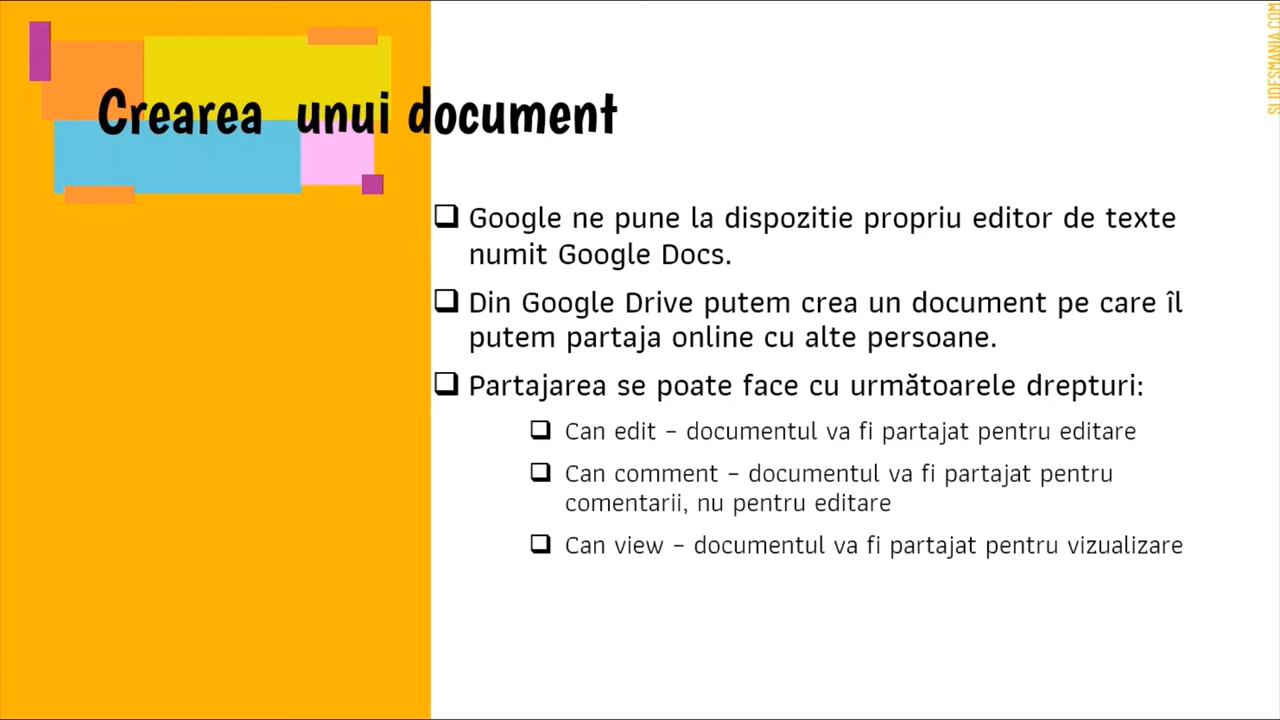 Crearea unui document
Google ne pune la dispozitie propriu editor de texte
numit Google Docs.
Din Google Drive putem crea un document pe care îl
putem partaja online cu alte persoane.
Partajarea se poate face cu următoarele drepturi:
Can edit – documentul va fi partajat pentru editare
Can comment – documentul va fi partajat pentru
comentarii, nu pentru editare
Can view – documentul va fi partajat pentru vizualizare
SLIDESMANIA.COM